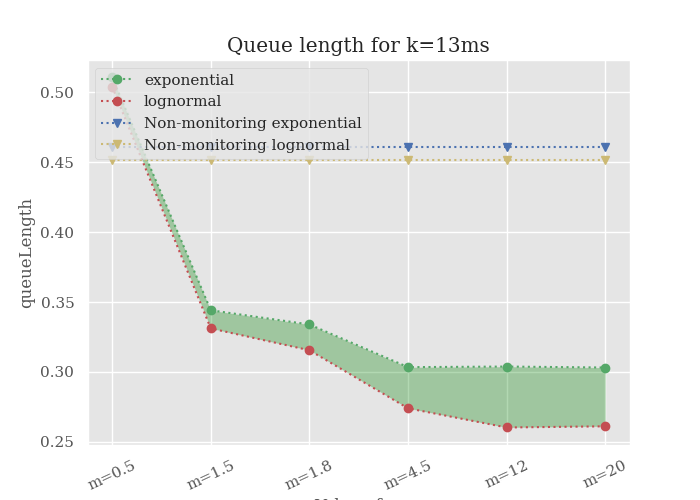 Queue length for k=13ms
exponential
lognormal
Non-monitoring exponential
Non-monitoring lognormal
queueLength
0.50
0.45
0.40
0.35
0.30
0.25
m=0.5
m=1.5
m=1.8
m=4.5
m=12
m=20